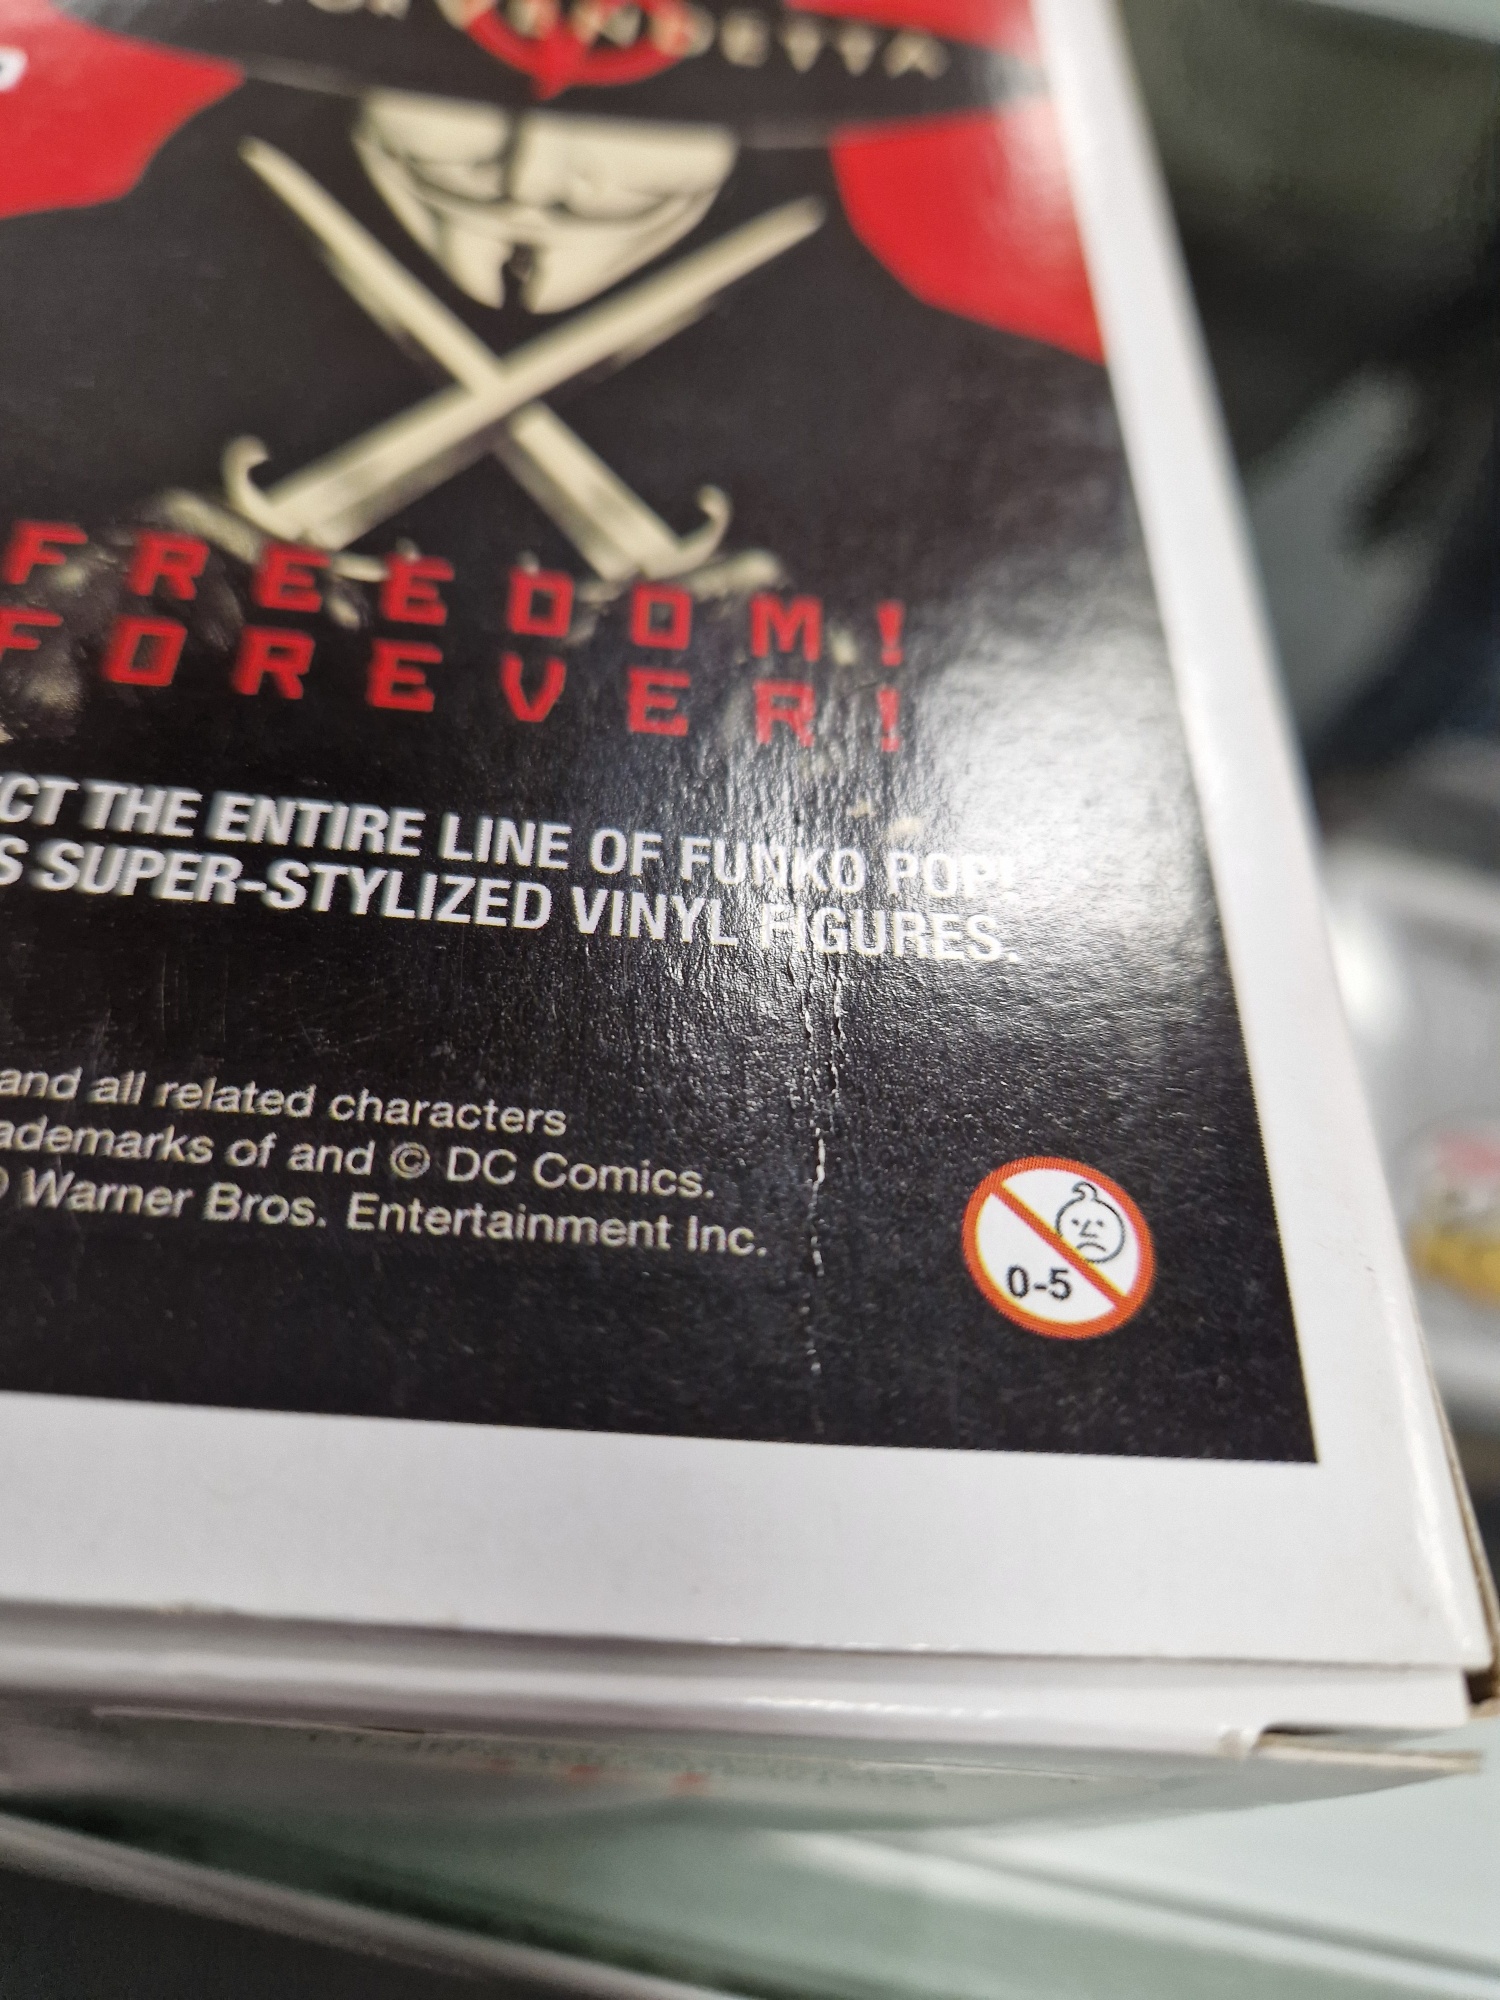 VENDETTA
FREEDOM!
FOREVER!
CT THE ENTIRE LINE OF FUNKO POP!
S SUPER-STYLIZED VINYL FIGURES.
and all related characters
ademarks of and © DC Comics.
Warner Bros. Entertainment Inc.
0-5